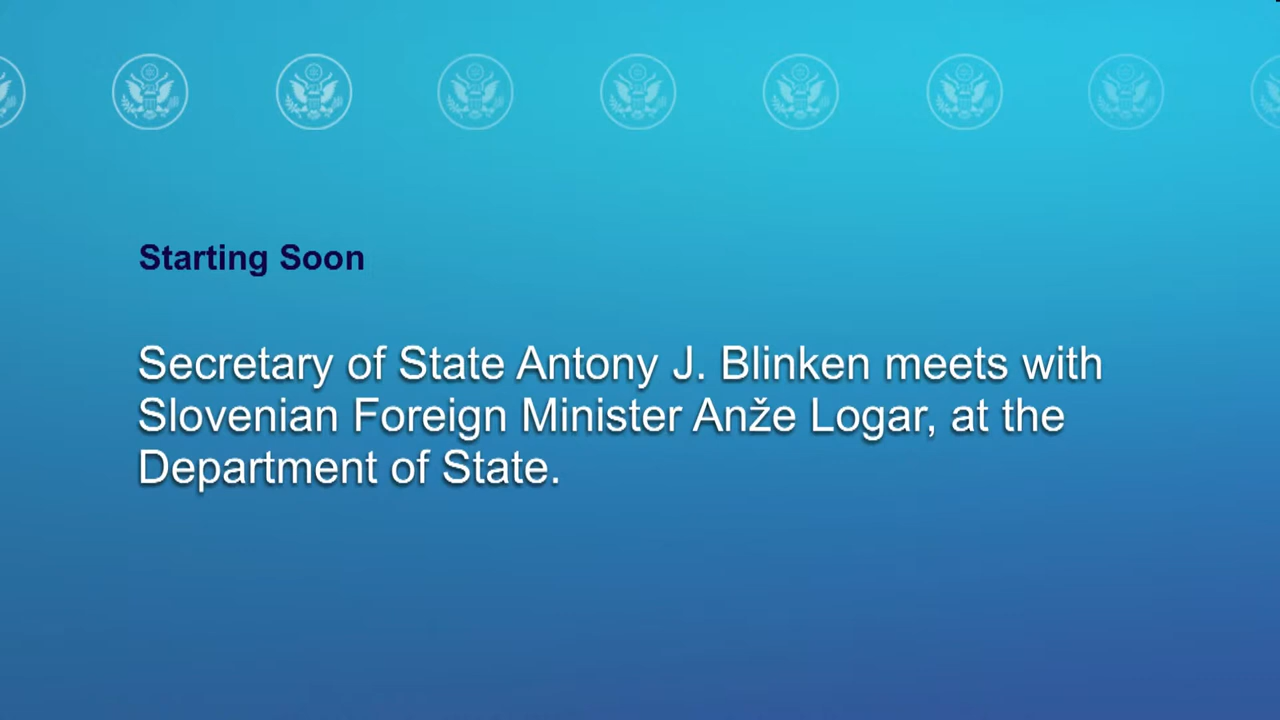 Starting Soon
Secretary of State Antony J. Blinken meets with
Slovenian Foreign Minister Anže Logar, at the
Department of State.